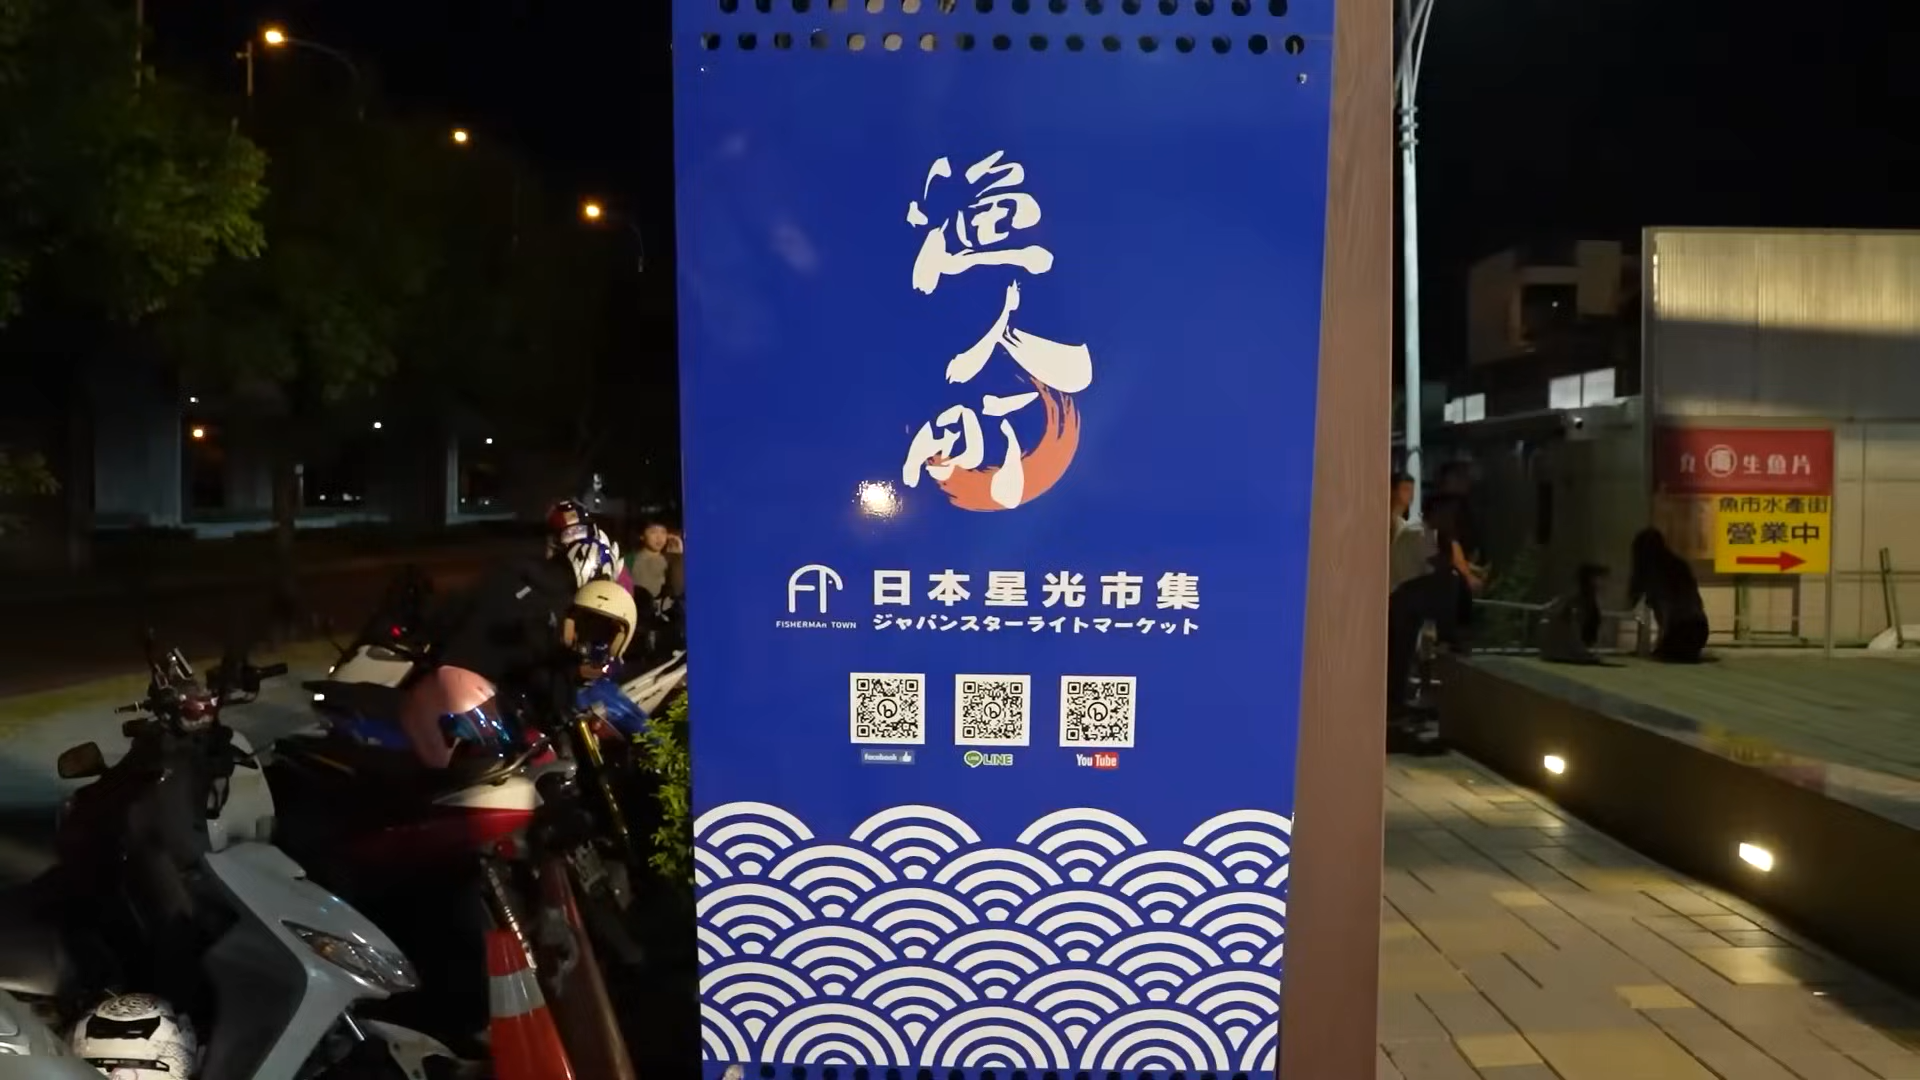 漁人町
FISHERMAn TOWN
日本星光市集
ジャパンスターライトマーケット
facebook
LINE
You Tube
生魚片
魚市水產街
營業中